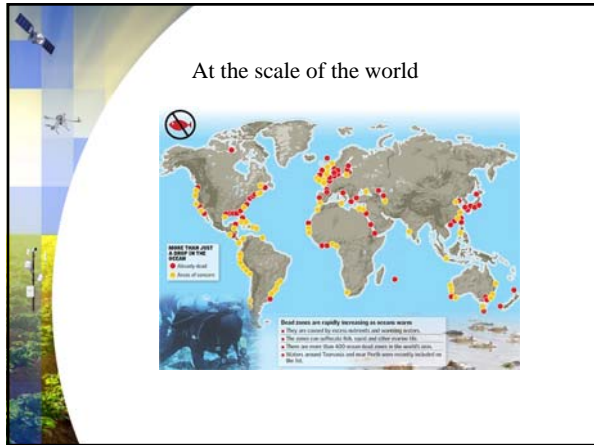 At the scale of the world
MORE THAN JUST
A DROP IN THE
OCEAN
Already dead
Areas of concern
Dead zones are rapidly increasing as oceans warm
They are caused by excess nutrients and warming waters.
The zones can suffocate fish, coral and other marine life.
There are more than 400 ocean dead zones in the world's seas.
Waters around Tasmania and near Perth were recently included on
the list.